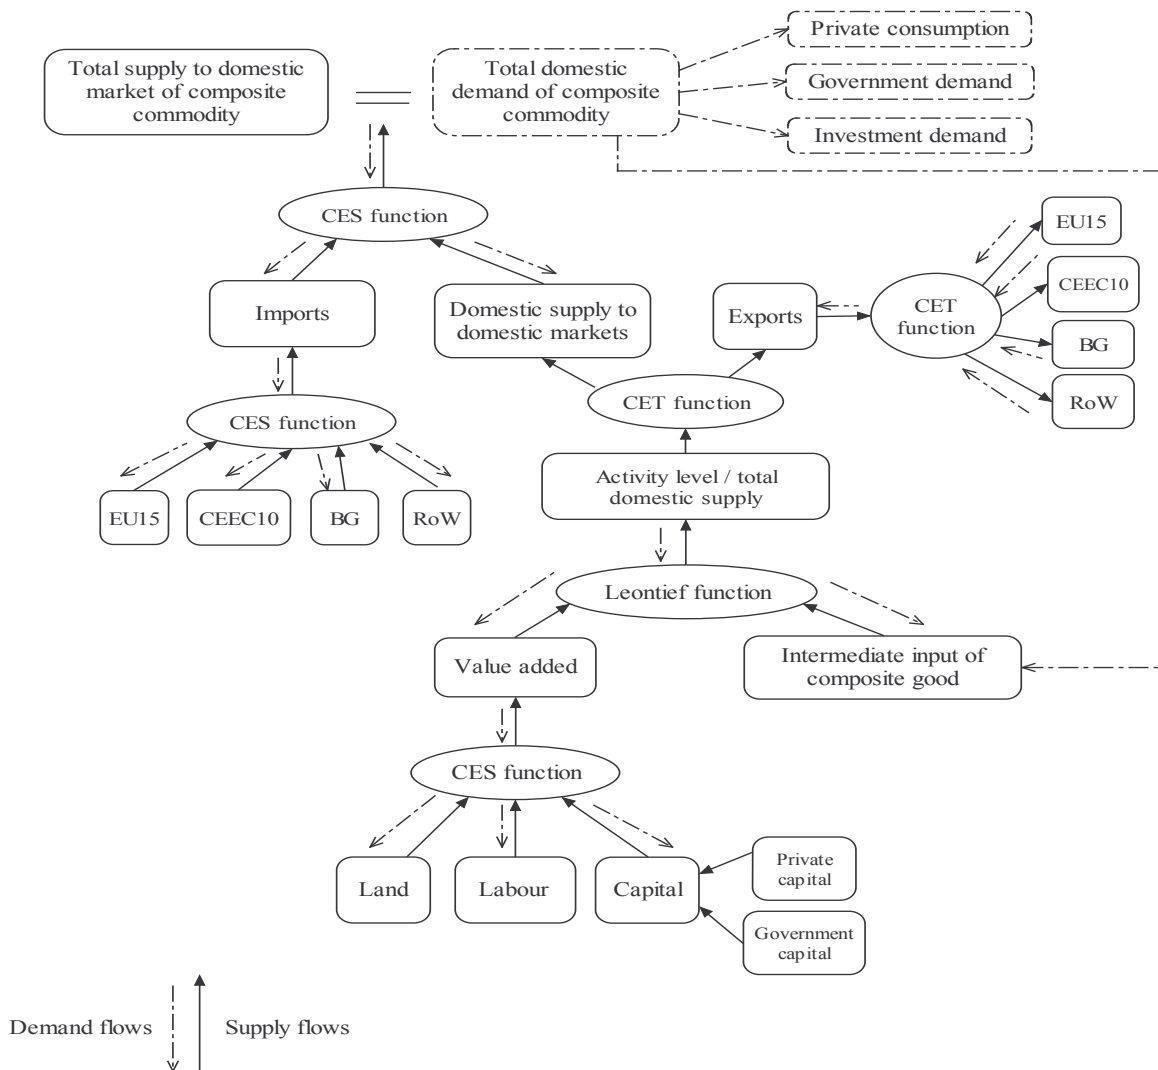 Private consumption
Total supply to domestic
market of composite
commodity
Total domestic
demand of composite
commodity
Government demand
Investment demand
CES function
EU15
CEEC10
BG
RoW
Imports
Domestic supply to
domestic markets
Exports
CET
function
CES function
CET function
EU15
CEEC10
BG
RoW
Activity level / total
domestic supply
Leontief function
Value added
Intermediate input of
composite good
CES function
Land
Labour
Capital
Private
capital
Government
capital
Demand flows
Supply flows